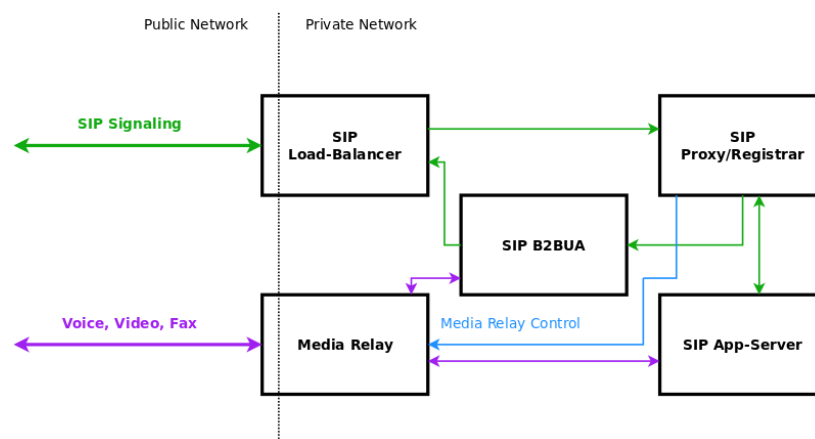 Public Network
Private Network
SIP Signaling
SIP
Load-Balancer
SIP
Proxy/Registrar
SIP B2BUA
Voice, Video, Fax
Media Relay
Media Relay Control
SIP App-Server